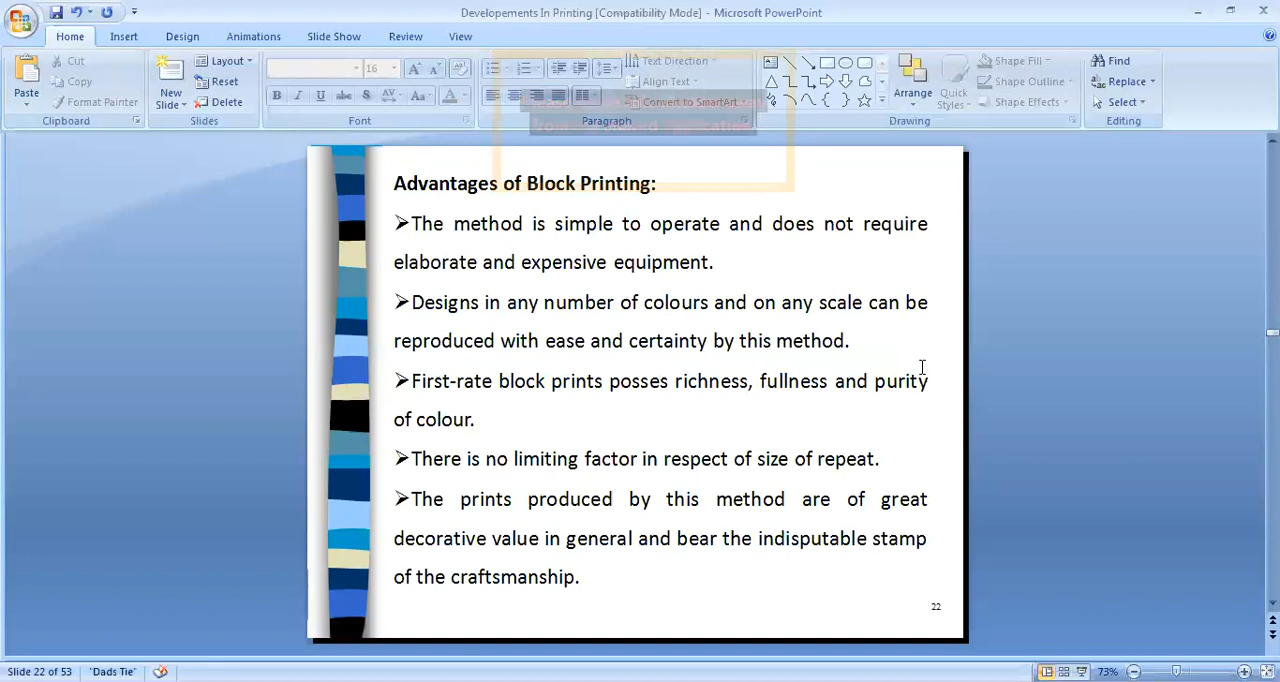 Developements In Printing [Compatibility Mode] - Microsoft PowerPoint
Home Insert Design Animations Slide Show Review View
Cut
Copy
Format Painter
Paste
Clipboard
New
Slide
Layout
Reset
Delete
Slides
16
B I U abc S AV Aa A
Font
Text Direction
Align Text
Convert to SmartArt
Paragraph
Arrange
Quick
Styles
Shape Fill
Shape Outline
Shape Effects
Drawing
Find
Replace
Select
Editing
Advantages of Block Printing:
➢The method is simple to operate and does not require
elaborate and expensive equipment.
➢Designs in any number of colours and on any scale can be
reproduced with ease and certainty by this method.
➢First-rate block prints posses richness, fullness and purity
of colour.
➢There is no limiting factor in respect of size of repeat.
➢The prints produced by this method are of great
decorative value in general and bear the indisputable stamp
of the craftsmanship.
22
Slide 22 of 53 'Dads Tie' 73%